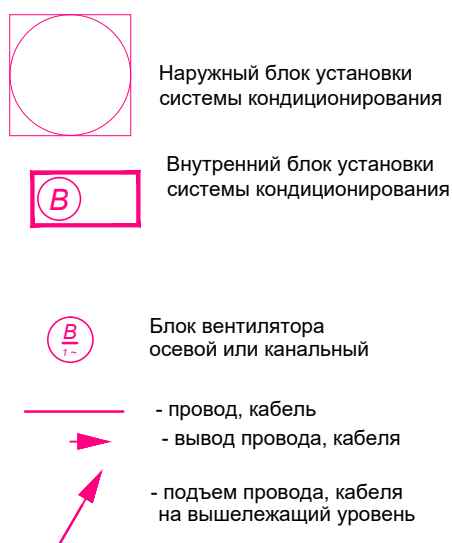 Наружный блок установки
системы кондиционирования
Внутренний блок установки
системы кондиционирования
В
В
1 ~
Блок вентилятора
осевой или канальный
- провод, кабель
- вывод провода, кабеля
- подъем провода, кабеля
на вышележащий уровень